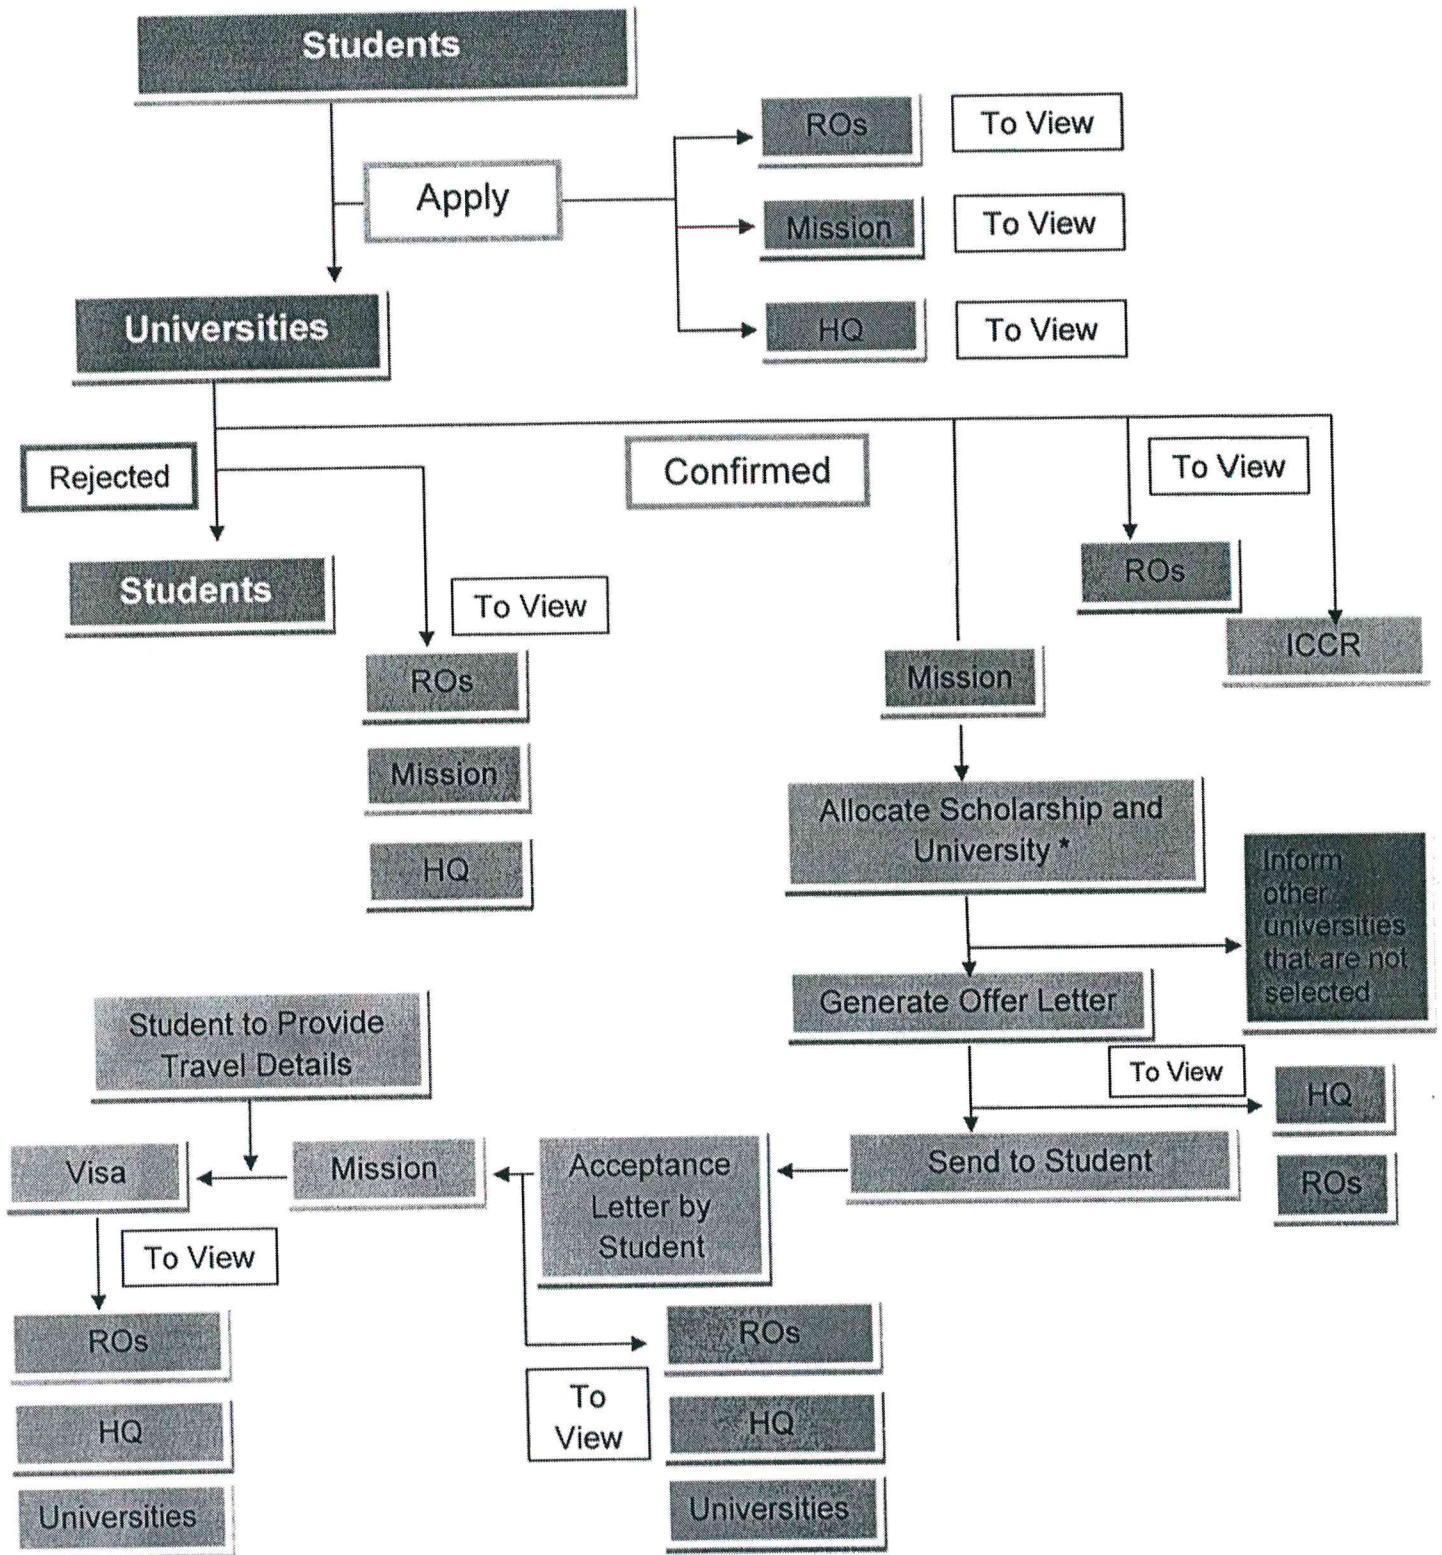 Students
ROs
To View
Apply
Mission
To View
Universities
HQ
To View
Rejected
Confirmed
To View
Students
To View
ROs
ICCR
ROs
Mission
Mission
HQ
Allocate Scholarship and
University *
Inform
other
universities
that are not
selected
Generate Offer Letter
Student to Provide
Travel Details
To View
HQ
Visa
Mission
Acceptance
Letter by
Student
Send to Student
ROs
To View
ROs
ROs
To
View
HQ
HQ
Universities
Universities